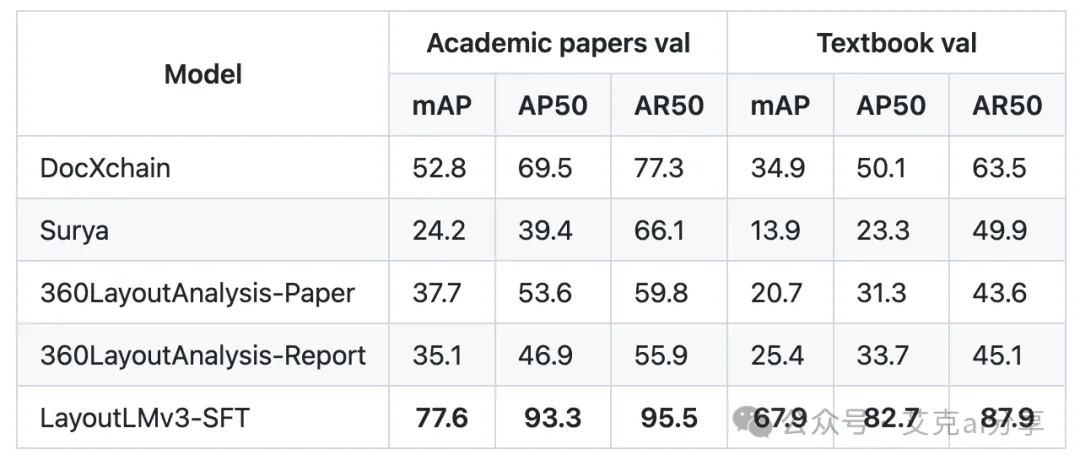 Model Academic papers val Textbook val
mAP AP50 AR50 mAP AP50 AR50
DocXchain 52.8 69.5 77.3 34.9 50.1 63.5
Surya 24.2 39.4 66.1 13.9 23.3 49.9
360LayoutAnalysis-Paper 37.7 53.6 59.8 20.7 31.3 43.6
360LayoutAnalysis-Report 35.1 46.9 55.9 25.4 33.7 45.1
LayoutLMv3-SFT 77.6 93.3 95.5 67.9 82.7 87.9
公众号 · 艾克ai分享